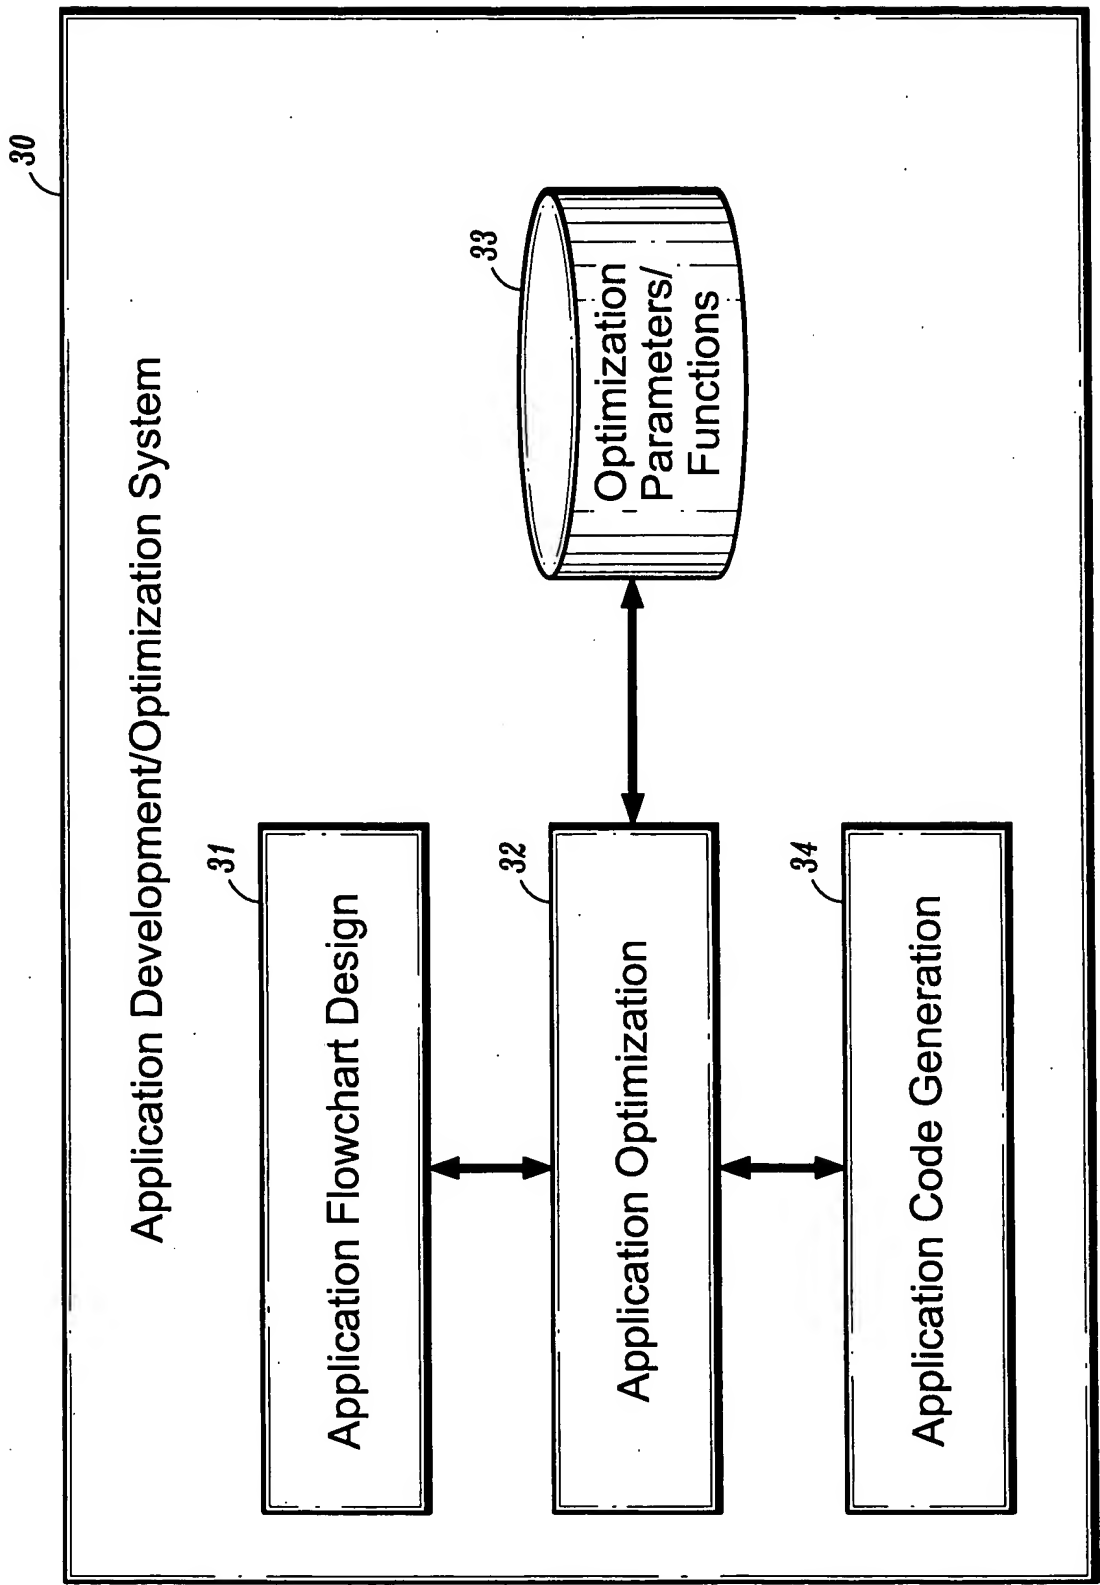 30
Application Development/Optimization System
31
Application Flowchart Design
32
Application Optimization
33
Optimization
Parameters/
Functions
34
Application Code Generation